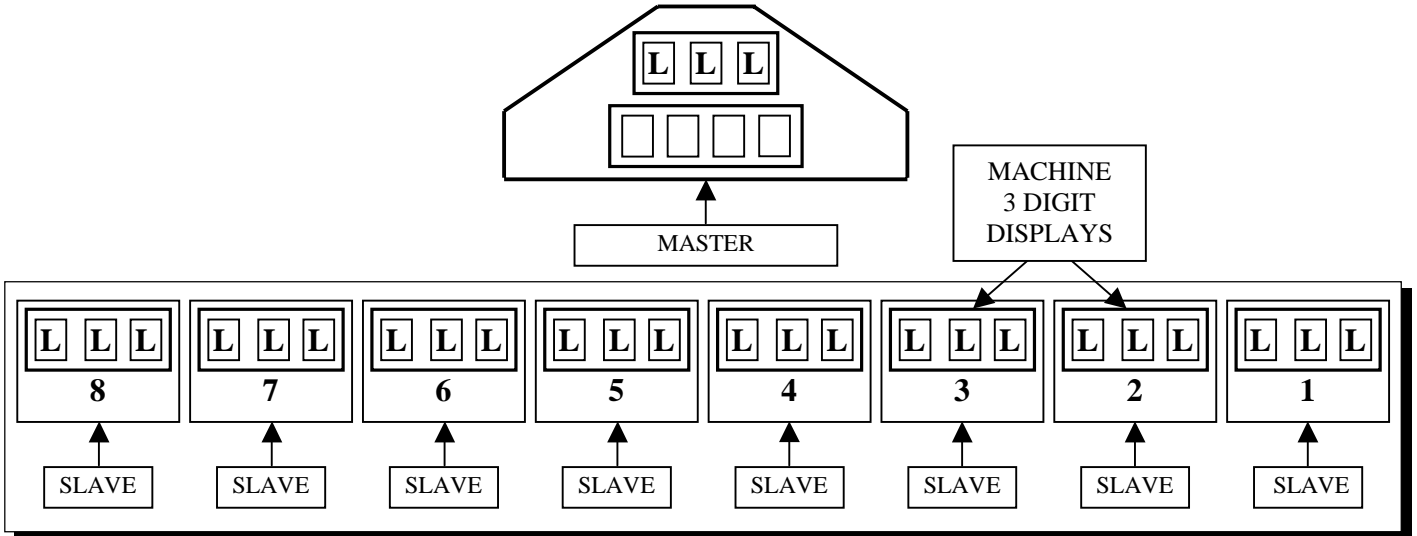 L L L
MACHINE
3 DIGIT
DISPLAYS
MASTER
L L L L L L L L L L L L L L L L L L L L L L L L
8 7 6 5 4 3 2 1
SLAVE SLAVE SLAVE SLAVE SLAVE SLAVE SLAVE SLAVE